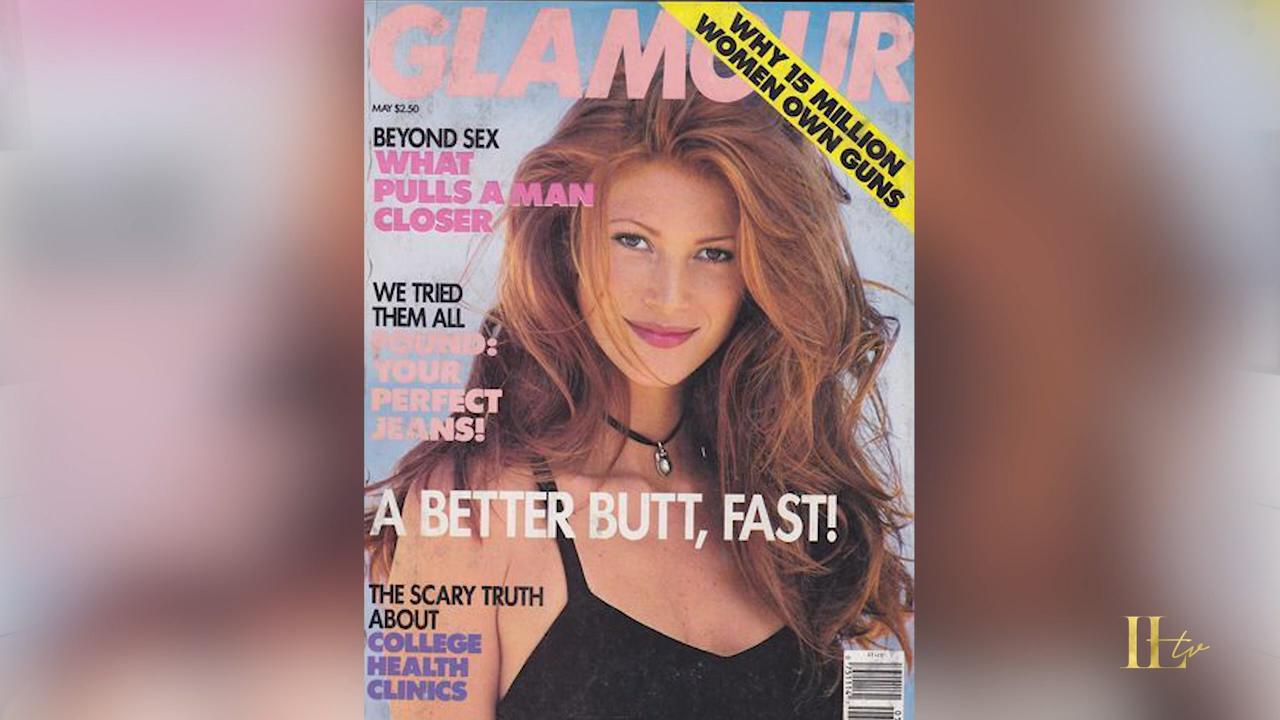 GLAMOUR
WHY 15 MILLION
WOMEN OWN GUNS
MAY $2.50
BEYOND SEX
WHAT
PULLS A MAN
CLOSER
WE TRIED
THEM ALL
FOUND:
YOUR
PERFECT
JEANS!
A BETTER BUTT, FAST!
THE SCARY TRUTH
ABOUT
COLLEGE
HEALTH
CLINICS
tv